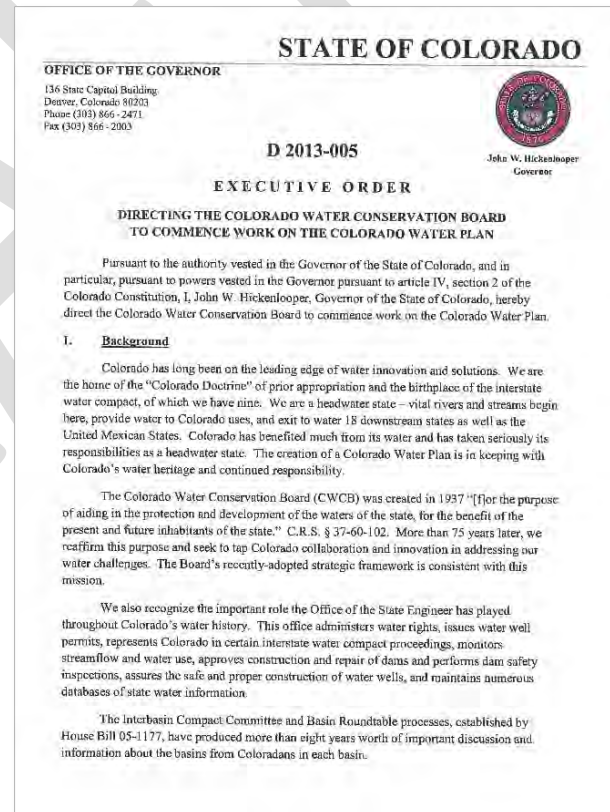 STATE OF COLORADO
OFFICE OF THE GOVERNOR
136 State Capitol Building
Denver, Colorado 80203
Phone (303) 866 - 2471
Fax (303) 866 - 2003
John W. Hickenlooper
Governor
D 2013-005
EXECUTIVE ORDER
DIRECTING THE COLORADO WATER CONSERVATION BOARD
TO COMMENCE WORK ON THE COLORADO WATER PLAN
Pursuant to the authority vested in the Governor of the State of Colorado, and in
particular, pursuant to powers vested in the Governor pursuant to article IV, section 2 of the
Colorado Constitution, I, John W. Hickenlooper, Governor of the State of Colorado, hereby
direct the Colorado Water Conservation Board to commence work on the Colorado Water Plan.
I. Background
Colorado has long been on the leading edge of water innovation and solutions. We are
the home of the “Colorado Doctrine” of prior appropriation and the birthplace of the interstate
water compact, of which we have nine. We are a headwater state – vital rivers and streams begin
here, provide water to Colorado uses, and exit to water 18 downstream states as well as the
United Mexican States. Colorado has benefited much from its water and has taken seriously its
responsibilities as a headwater state. The creation of a Colorado Water Plan is in keeping with
Colorado’s water heritage and continued responsibility.
The Colorado Water Conservation Board (CWCB) was created in 1937 “[f]or the purpose
of aiding in the protection and development of the waters of the state, for the benefit of the
present and future inhabitants of the state.” C.R.S. § 37-60-102. More than 75 years later, we
reaffirm this purpose and seek to tap Colorado collaboration and innovation in addressing our
water challenges. The Board’s recently-adopted strategic framework is consistent with this
mission.
We also recognize the important role the Office of the State Engineer has played
throughout Colorado’s water history. This office administers water rights, issues water well
permits, represents Colorado in certain interstate water compact proceedings, monitors
streamflow and water use, approves construction and repair of dams and performs dam safety
inspections, assures the safe and proper construction of water wells, and maintains numerous
databases of state water information.
The Interbasin Compact Committee and Basin Roundtable processes, established by
House Bill 05-1177, have produced more than eight years worth of important discussion and
information about the basins from Coloradans in each basin.